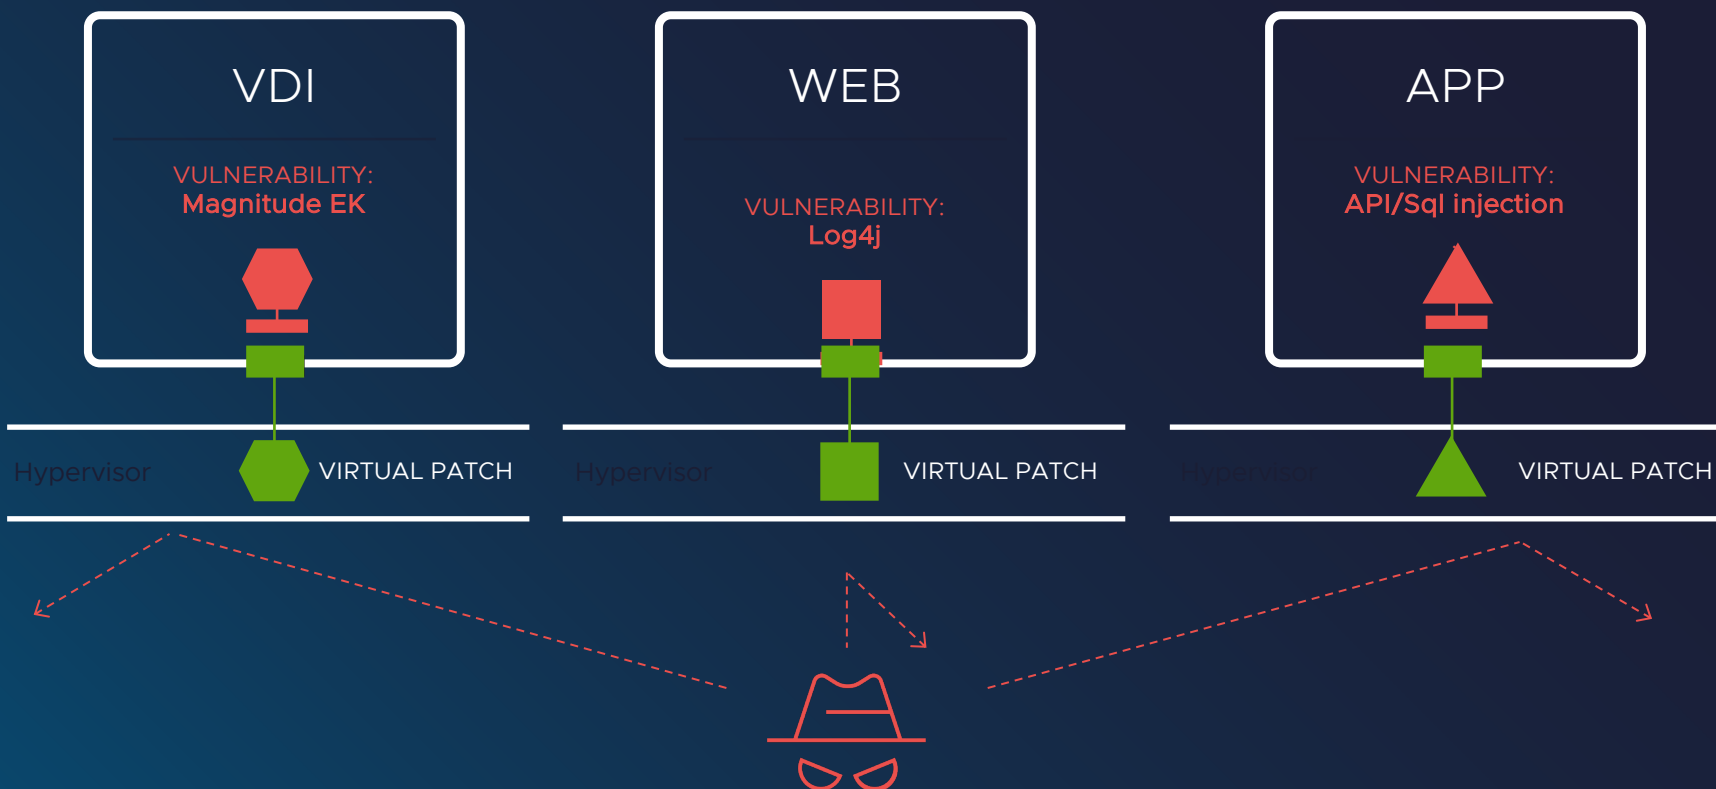 VDI
VULNERABILITY:
Magnitude EK
WEB
VULNERABILITY:
Log4j
APP
VULNERABILITY:
API/Sql injection
Hypervisor
VIRTUAL PATCH
Hypervisor
VIRTUAL PATCH
Hypervisor
VIRTUAL PATCH